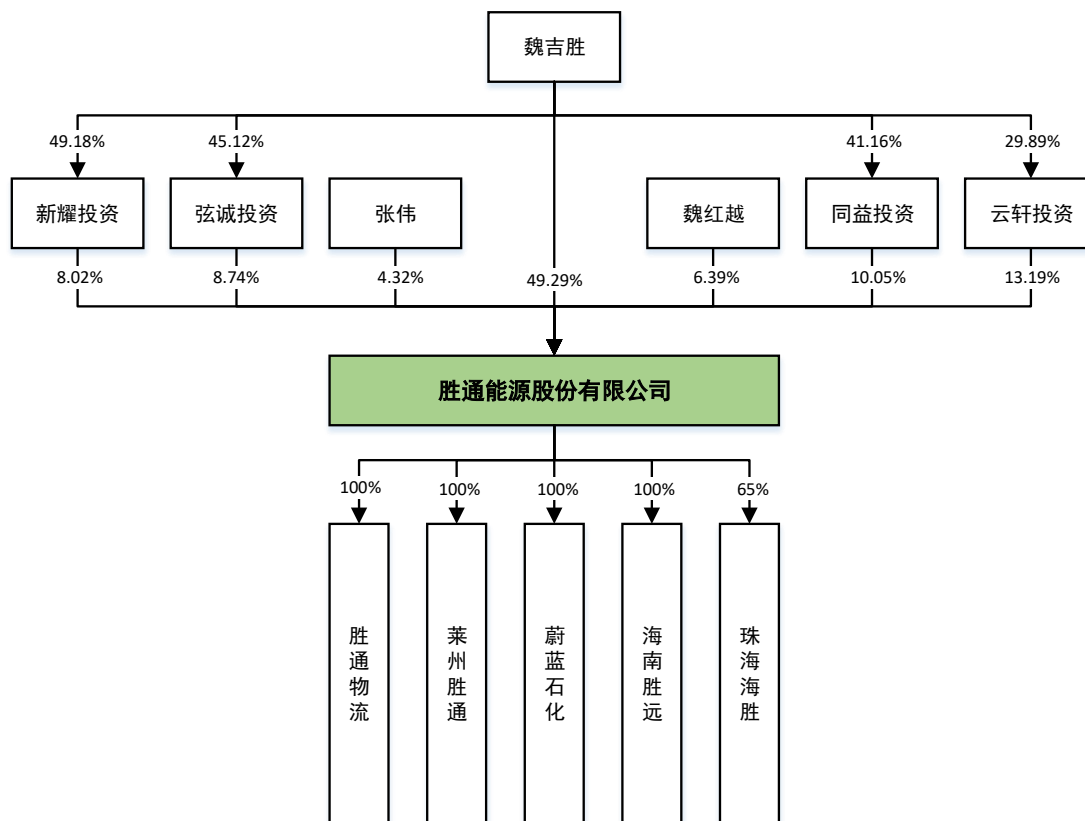 魏吉胜
49.18%
45.12%
41.16%
29.89%
新耀投资
弦诚投资
张伟
魏红越
同益投资
云轩投资
8.02%
8.74%
4.32%
49.29%
6.39%
10.05%
13.19%
胜通能源股份有限公司
100%
100%
100%
100%
65%
胜通物流
莱州胜通
蔚蓝石化
海南胜远
珠海海胜